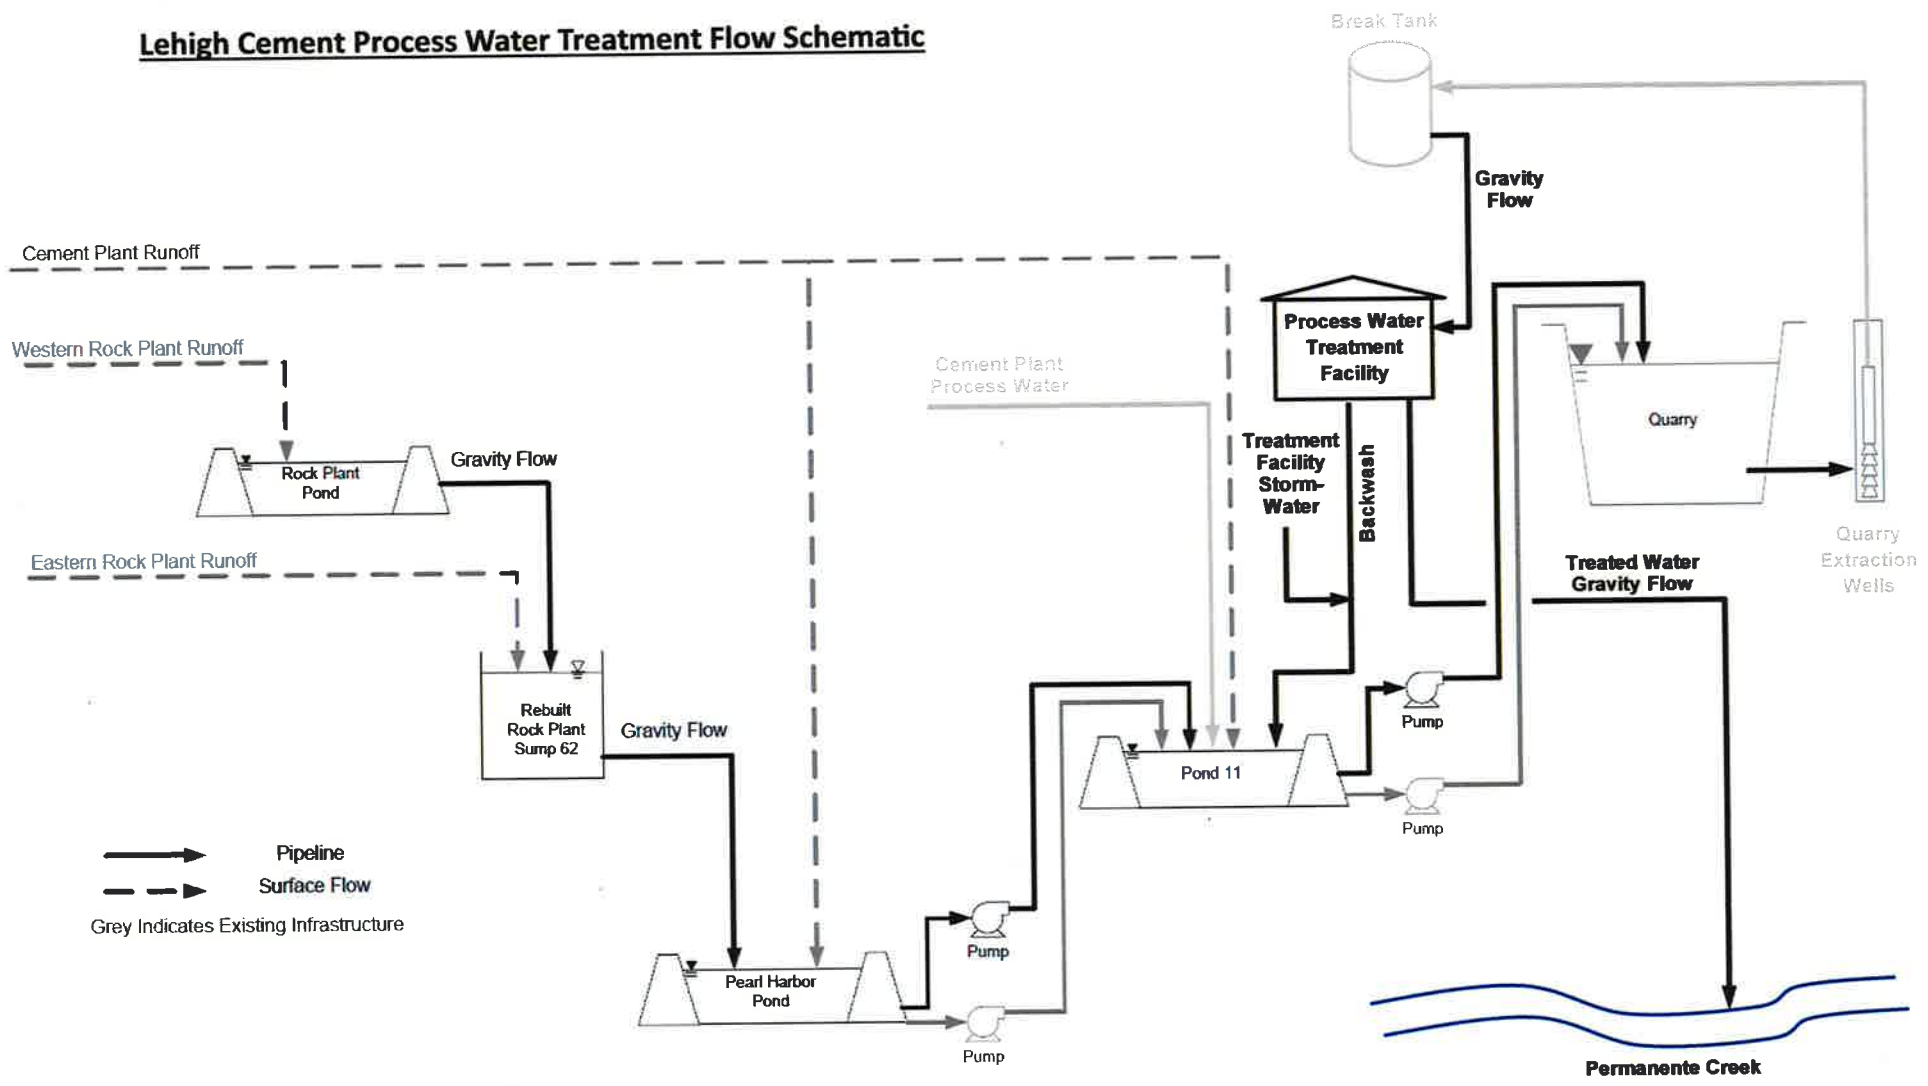 Lehigh Cement Process Water Treatment Flow Schematic
Break Tank
Gravity
Flow
Cement Plant Runoff
Western Rock Plant Runoff
Process Water
Treatment
Facility
Cement Plant
Process Water
Quarry
Treatment
Facility
Storm-
Water
Backwash
Gravity Flow
Rock Plant
Pond
Quarry
Extraction
Wells
Eastern Rock Plant Runoff
Treated Water
Gravity Flow
Rebuilt
Rock Plant
Sump 62
Gravity Flow
Pump
Pond 11
Pump
Pipeline
Surface Flow
Grey Indicates Existing Infrastructure
Pump
Pearl Harbor
Pond
Pump
Permanente Creek